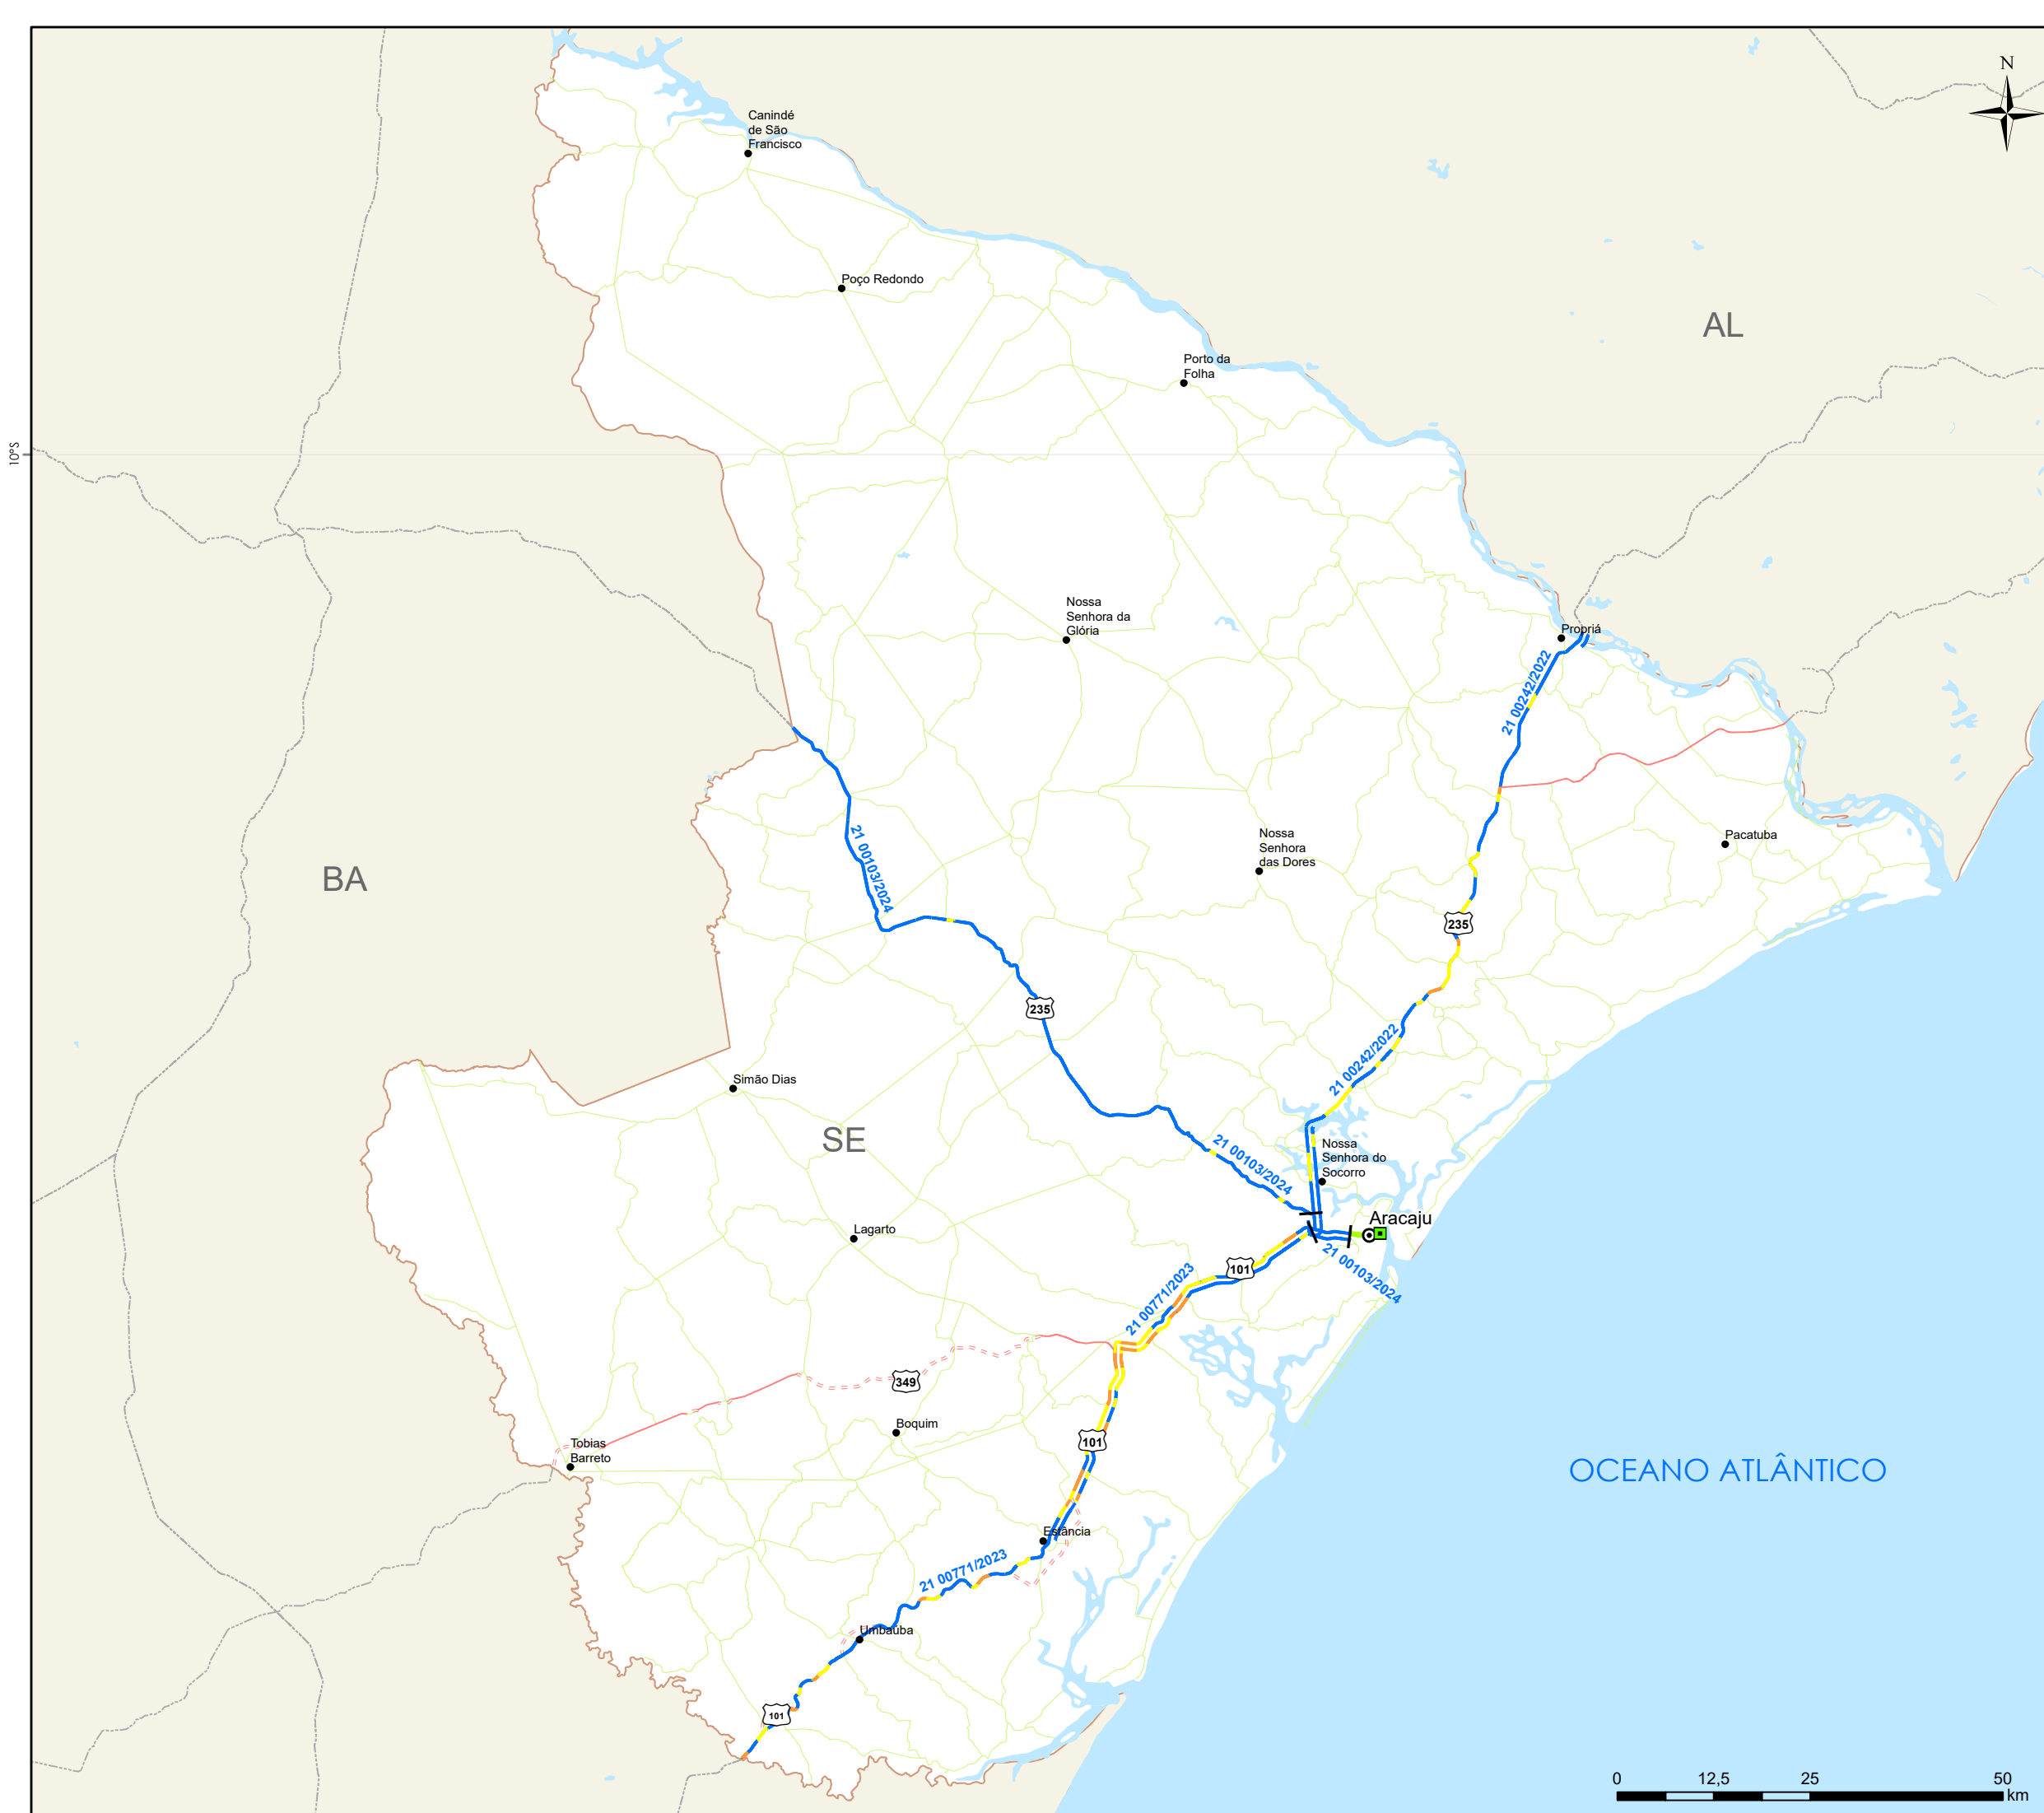 N
Canindé
de São
Francisco
Poço Redondo
AL
Porto da
Folha
10°S
Nossa
Senhora da
Glória
Propriá
21 00242/2022
Pacatuba
Nossa
Senhora
das Dores
21 00103/2024
BA
235
235
21 00242/2022
Simão Dias
SE
21 00103/2024
Nossa
Senhora do
Socorro
Aracaju
Lagarto
101
21 00103/2024
21 00771/2023
349
Boquim
101
Tobias
Barreto
OCEANO ATLÂNTICO
Estância
21 00771/2023
Umbaúba
101
0 12,5 25 50
km